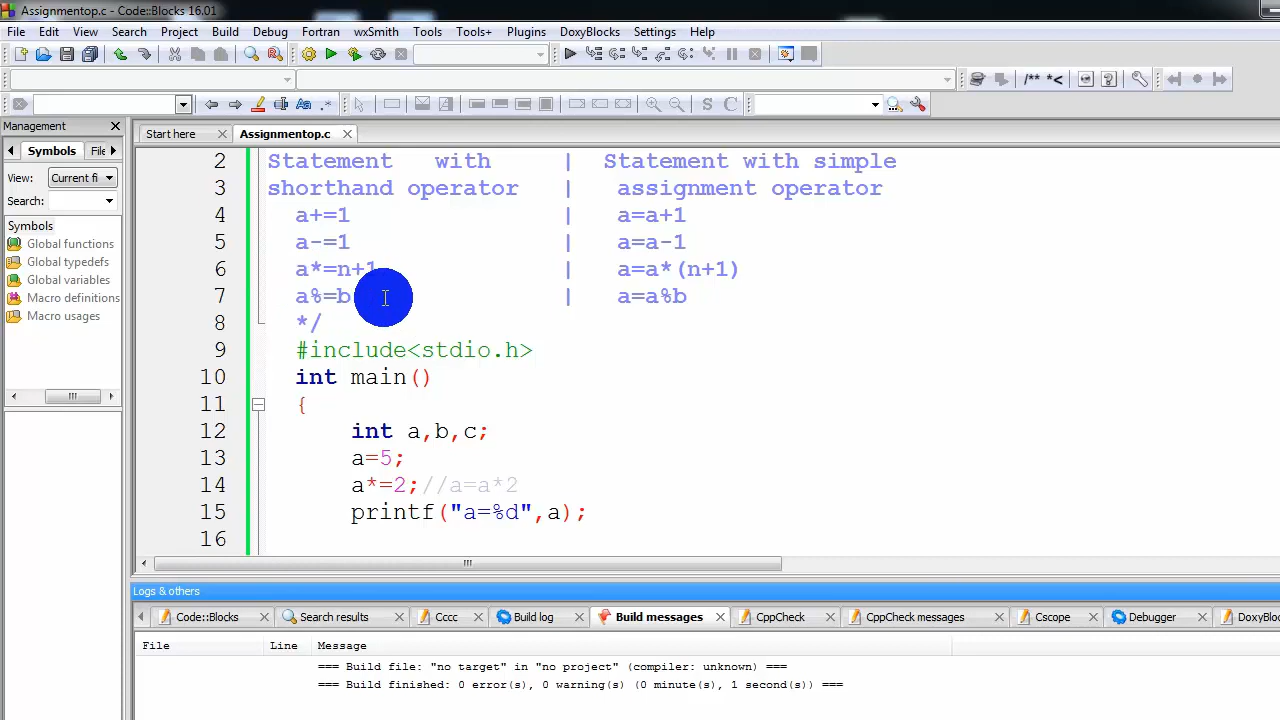 Assignmentop.c - Code::Blocks 16.01
File Edit View Search Project Build Debug Fortran wxSmith Tools Tools+ Plugins DoxyBlocks Settings Help
/** *<
S C
Management
Start here Assignmentop.c
Symbols File
View: Current fi
Search:
Symbols
Global functions
Global typedefs
Global variables
Macro definitions
Macro usages
2 Statement with | Statement with simple
3 shorthand operator | assignment operator
4 a+=1 | a=a+1
5 a-=1 | a=a-1
6 a*=n+1 | a=a*(n+1)
7 a%=b | a=a%b
8 */
9 #include<stdio.h>
10 int main()
11 {
12 int a,b,c;
13 a=5;
14 a*=2;//a=a*2
15 printf("a=%d",a);
16
Logs & others
Code::Blocks Search results Cccc Build log Build messages CppCheck CppCheck messages Cscope Debugger DoxyBloc
File Line Message
=== Build file: "no target" in "no project" (compiler: unknown) ===
=== Build finished: 0 error(s), 0 warning(s) (0 minute(s), 1 second(s)) ===